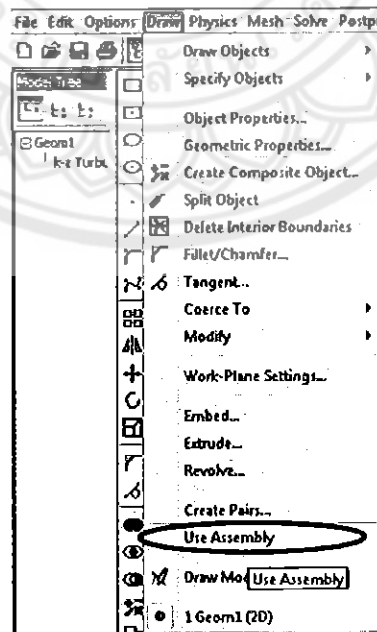 File Edit Options Draw Physics Mesh Solve Postp
Model Tree
Geom1
k-ε Turbu
Draw Objects
Specify Objects
Object Properties...
Geometric Properties...
Create Composite Object...
Split Object
Delete Interior Boundaries
Fillet/Chamfer...
Tangent...
Coerce To
Modify
Work-Plane Settings...
Embed...
Extrude...
Revolve...
Create Pairs...
Use Assembly
Draw Mod Use Assembly
1 Geom1 (2D)